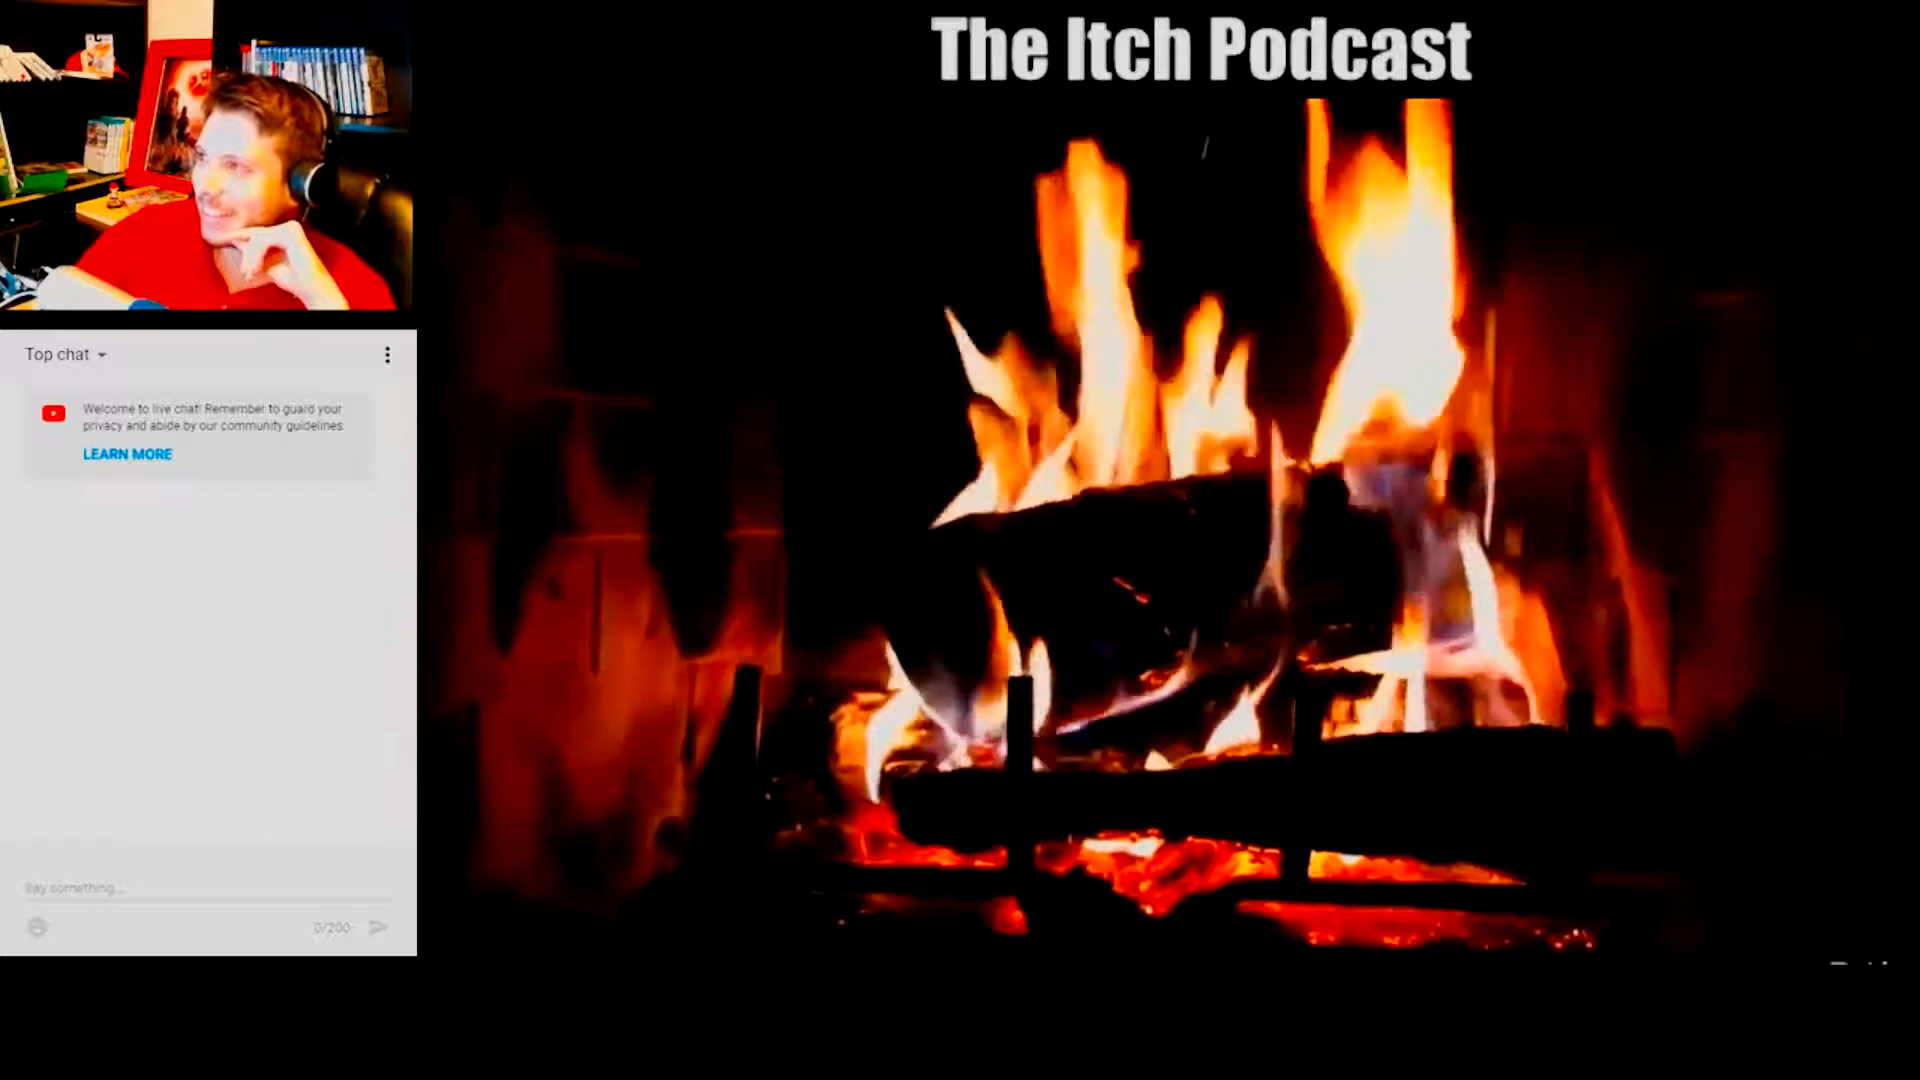 The Itch Podcast
Top chat
Welcome to live chat! Remember to guard your
privacy and abide by our community guidelines.
LEARN MORE
Say something...
0/200